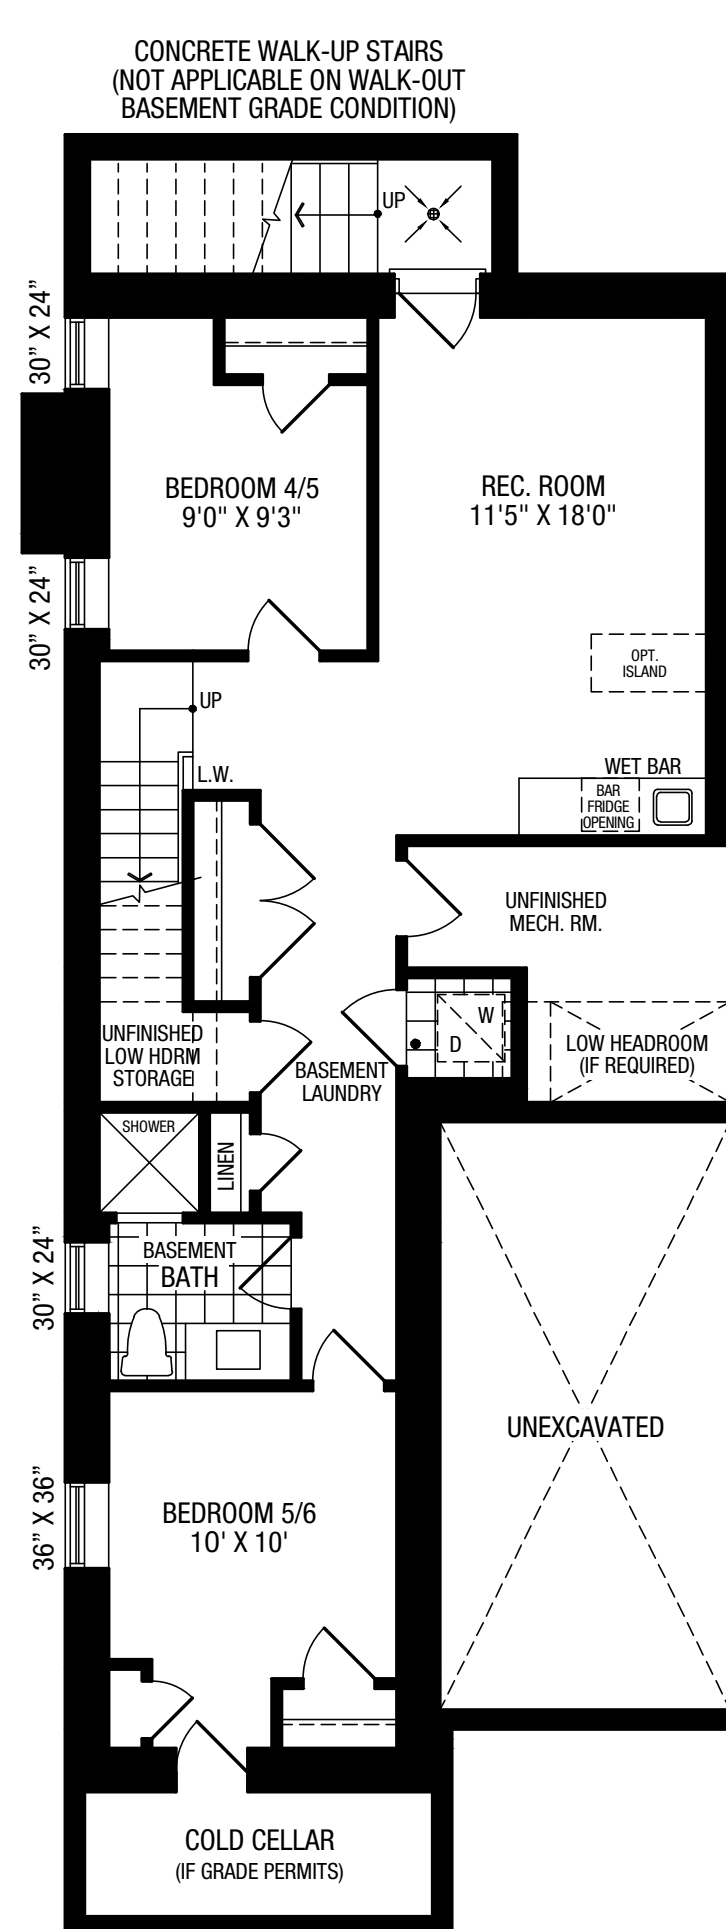 CONCRETE WALK-UP STAIRS
(NOT APPLICABLE ON WALK-OUT
BASEMENT GRADE CONDITION)
UP
30” X 24”
BEDROOM 4/5
9'0" X 9'3"
REC. ROOM
11'5" X 18'0"
30” X 24”
OPT.
ISLAND
UP
L.W.
WET BAR
BAR
FRIDGE
OPENING
UNFINISHED
MECH. RM.
W
D
UNFINISHED
LOW HDRM
STORAGE
BASEMENT
LAUNDRY
LOW HEADROOM
(IF REQUIRED)
SHOWER
LINEN
30” X 24”
BASEMENT
BATH
UNEXCAVATED
36” X 36”
BEDROOM 5/6
10' X 10'
COLD CELLAR
(IF GRADE PERMITS)